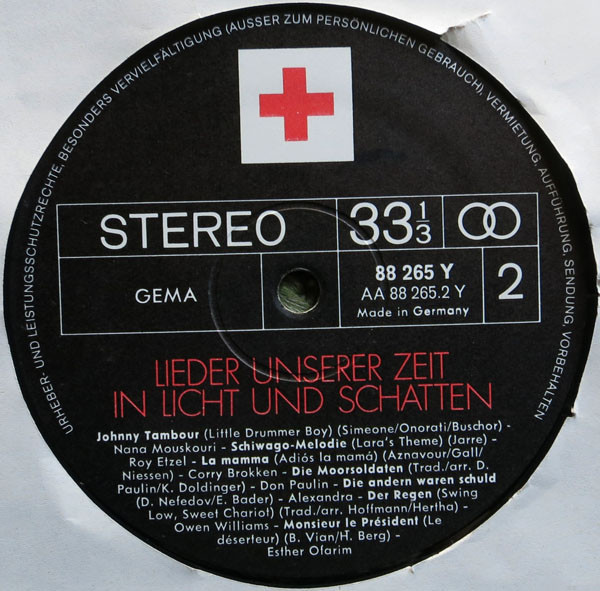 URHEBER- UND LEISTUNGSSCHUTZRECHTE, BESONDERS VERVIELFÄLTIGUNG (AUSSER ZUM PERSÖNLICHEN GEBRAUCH), VERMIETUNG, AUFFÜHRUNG, SENDUNG, VORBEHALTEN
STEREO
33 1/3
GEMA
88 265 Y
AA 88 265.2 Y
Made in Germany
2
LIEDER UNSERER ZEIT
IN LICHT UND SCHATTEN
Johnny Tambour (Little Drummer Boy) (Simeone/Onorati/Buschor) -
Nana Mouskouri - Schiwago-Melodie (Lara's Theme) (Jarre) -
Roy Etzel - La mamma (Adiós la mamá) (Aznavour/Gall/
Niessen) - Corry Brokken - Die Moorsoldaten (Trad./arr. D.
Paulin/K. Doldinger) - Don Paulin - Die andern waren schuld
(D. Nefedov/E. Bader) - Alexandra - Der Regen (Swing
Low, Sweet Chariot) (Trad./arr. Hoffmann/Hertha) -
Owen Williams - Monsieur le Président (Le
déserteur) (B. Vian/H. Berg) -
Esther Ofarim